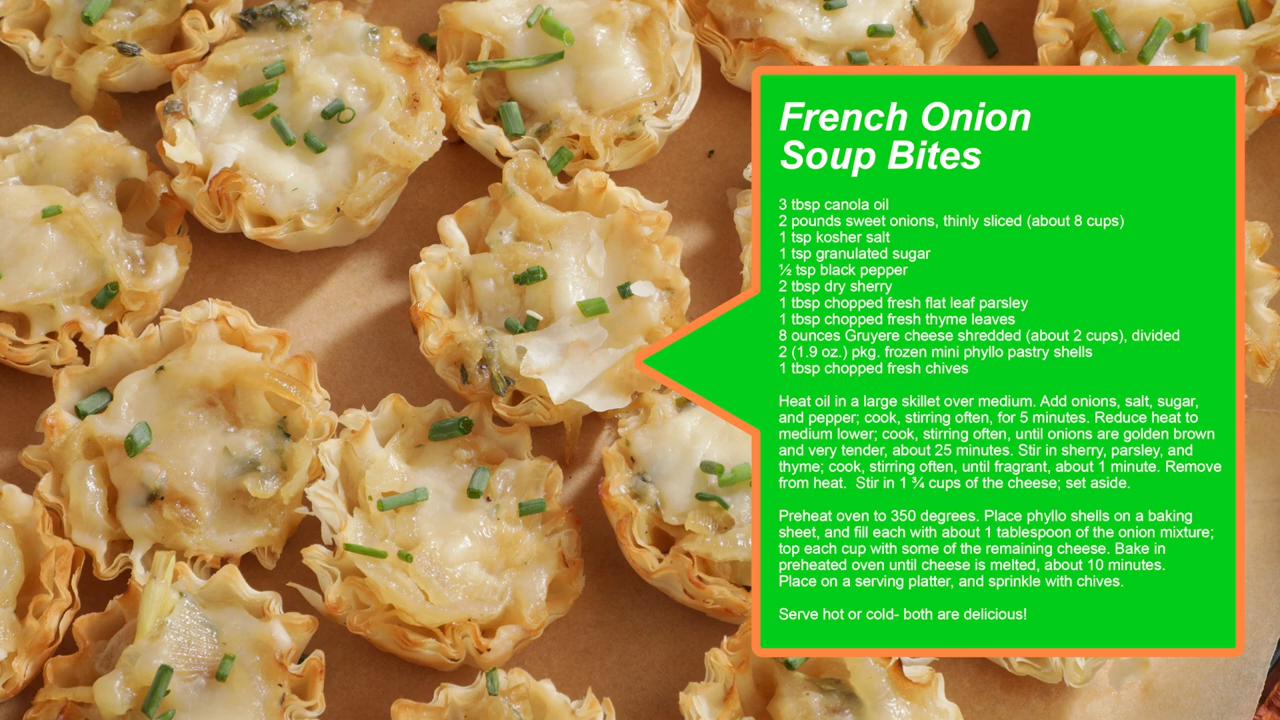 French Onion
Soup Bites
3 tbsp canola oil
2 pounds sweet onions, thinly sliced (about 8 cups)
1 tsp kosher salt
1 tsp granulated sugar
½ tsp black pepper
2 tbsp dry sherry
1 tbsp chopped fresh flat leaf parsley
1 tbsp chopped fresh thyme leaves
8 ounces Gruyere cheese shredded (about 2 cups), divided
2 (1.9 oz.) pkg. frozen mini phyllo pastry shells
1 tbsp chopped fresh chives
Heat oil in a large skillet over medium. Add onions, salt, sugar,
and pepper; cook, stirring often, for 5 minutes. Reduce heat to
medium lower; cook, stirring often, until onions are golden brown
and very tender, about 25 minutes. Stir in sherry, parsley, and
thyme; cook, stirring often, until fragrant, about 1 minute. Remove
from heat.  Stir in 1 ¾ cups of the cheese; set aside.
Preheat oven to 350 degrees. Place phyllo shells on a baking
sheet, and fill each with about 1 tablespoon of the onion mixture;
top each cup with some of the remaining cheese. Bake in
preheated oven until cheese is melted, about 10 minutes.
Place on a serving platter, and sprinkle with chives.
Serve hot or cold- both are delicious!